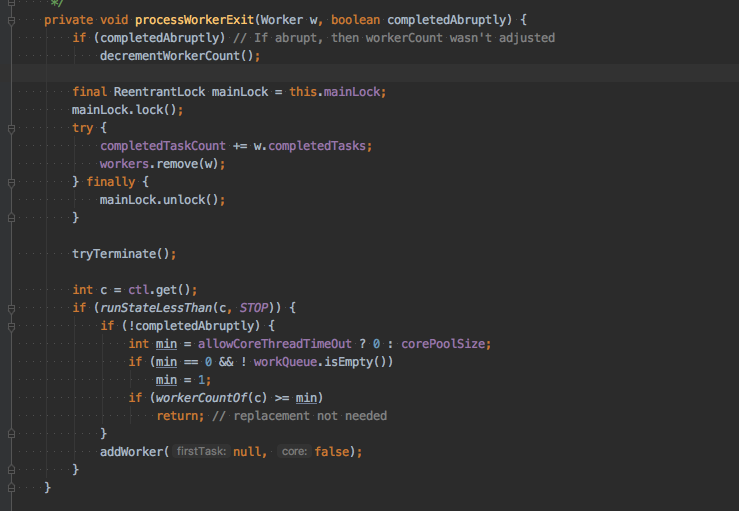 */
private void processWorkerExit(Worker w, boolean completedAbruptly) {
if (completedAbruptly) // If abrupt, then workerCount wasn't adjusted
decrementWorkerCount();
final ReentrantLock mainLock = this.mainLock;
mainLock.lock();
try {
completedTaskCount += w.completedTasks;
workers.remove(w);
} finally {
mainLock.unlock();
}
tryTerminate();
int c = ctl.get();
if (runStateLessThan(c, STOP)) {
if (!completedAbruptly) {
int min = allowCoreThreadTimeOut ? 0 : corePoolSize;
if (min == 0 && ! workQueue.isEmpty())
min = 1;
if (workerCountOf(c) >= min)
return; // replacement not needed
}
addWorker( firstTask: null, core: false);
}
}